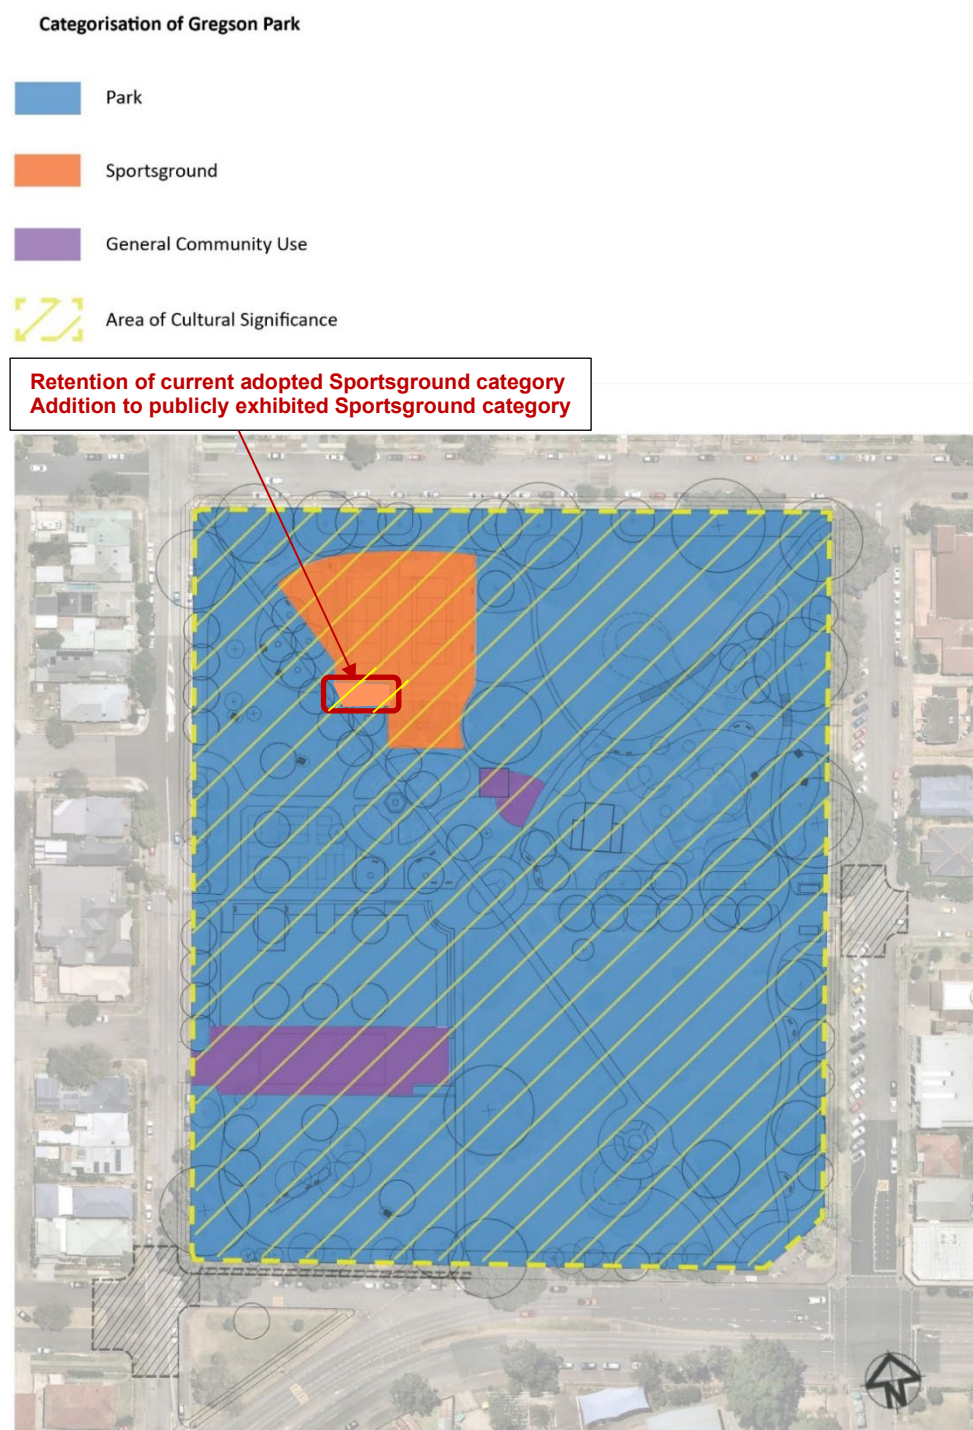 Categorisation of Gregson Park
Park
Sportsground
General Community Use
Area of Cultural Significance
Retention of current adopted Sportsground category
Addition to publicly exhibited Sportsground category
N